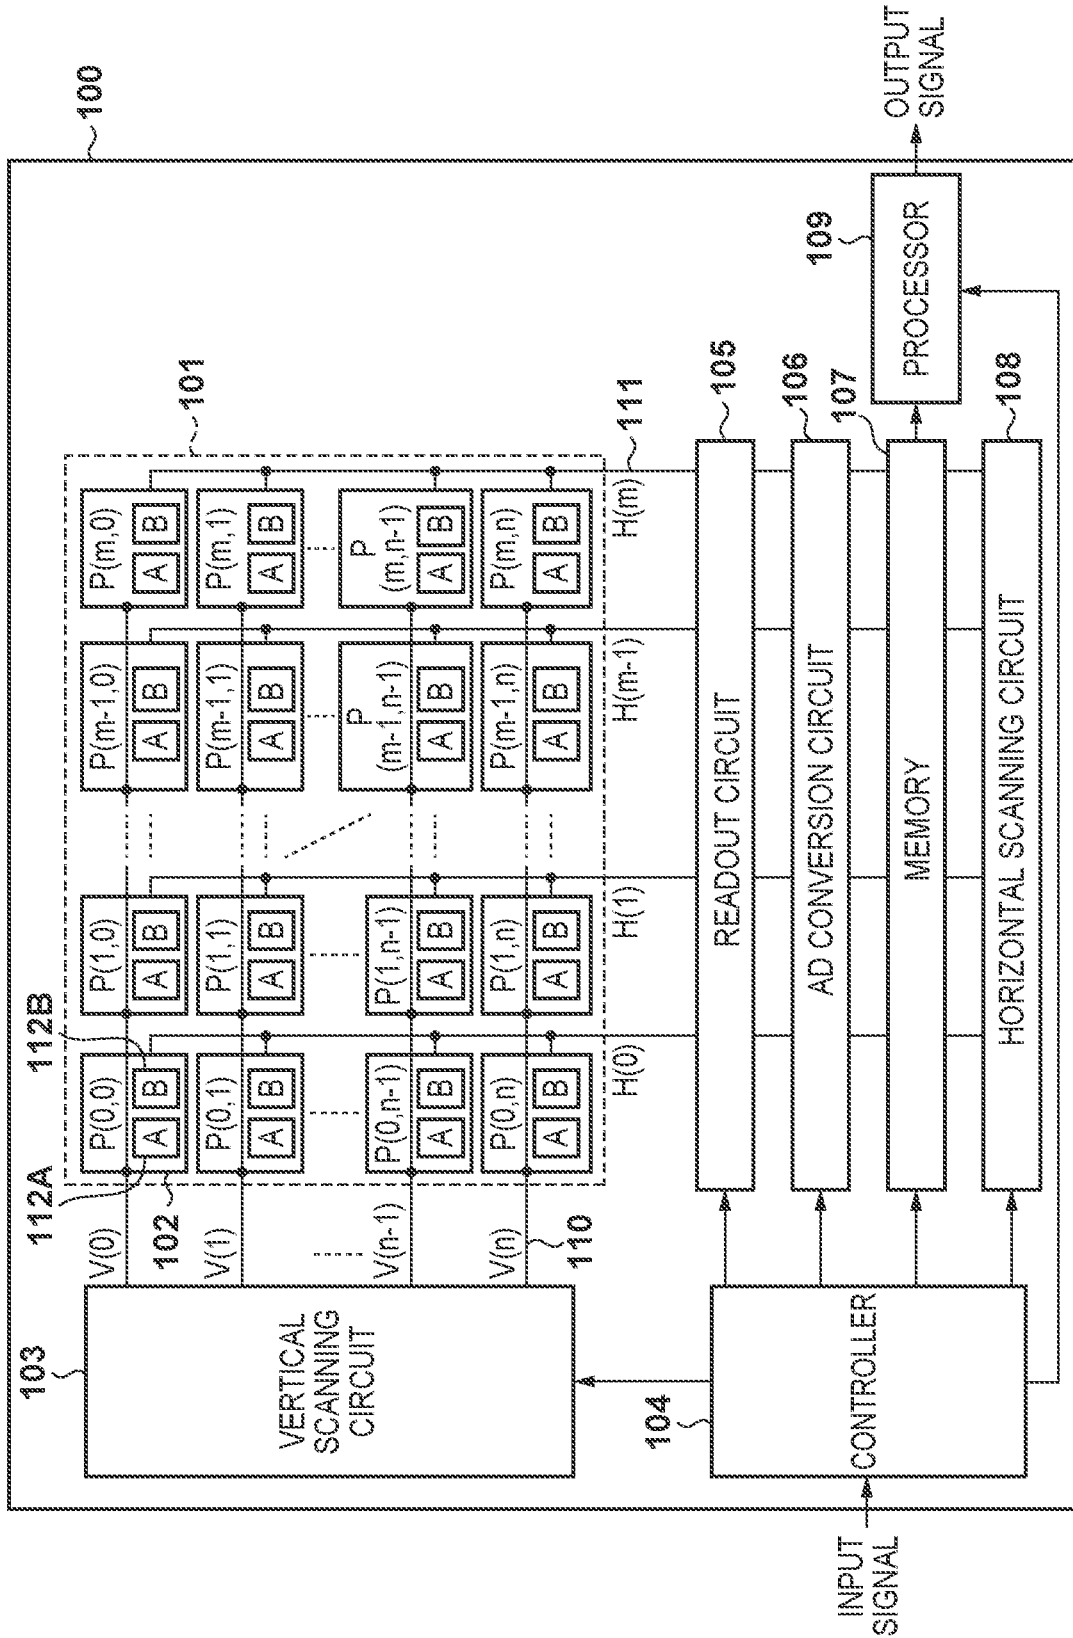 100
101
112A
112B
102
103
VERTICAL
SCANNING
CIRCUIT
V(0)
P(0,0)
A B
P(1,0)
A B
P(m-1,0)
A B
P(m,0)
A B
V(1)
P(0,1)
A B
P(1,1)
A B
P(m-1,1)
A B
P(m,1)
A B
V(n-1)
P(0,n-1)
A B
P(1,n-1)
A B
P
(m-1,n-1)
A B
P
(m,n-1)
A B
V(n)
P(0,n)
A B
P(1,n)
A B
P(m-1,n)
A B
P(m,n)
A B
110
H(0)
H(1)
H(m-1)
H(m)
111
104
CONTROLLER
INPUT
SIGNAL
READOUT CIRCUIT
105
AD CONVERSION CIRCUIT
106
MEMORY
107
HORIZONTAL SCANNING CIRCUIT
108
109
PROCESSOR
OUTPUT
SIGNAL